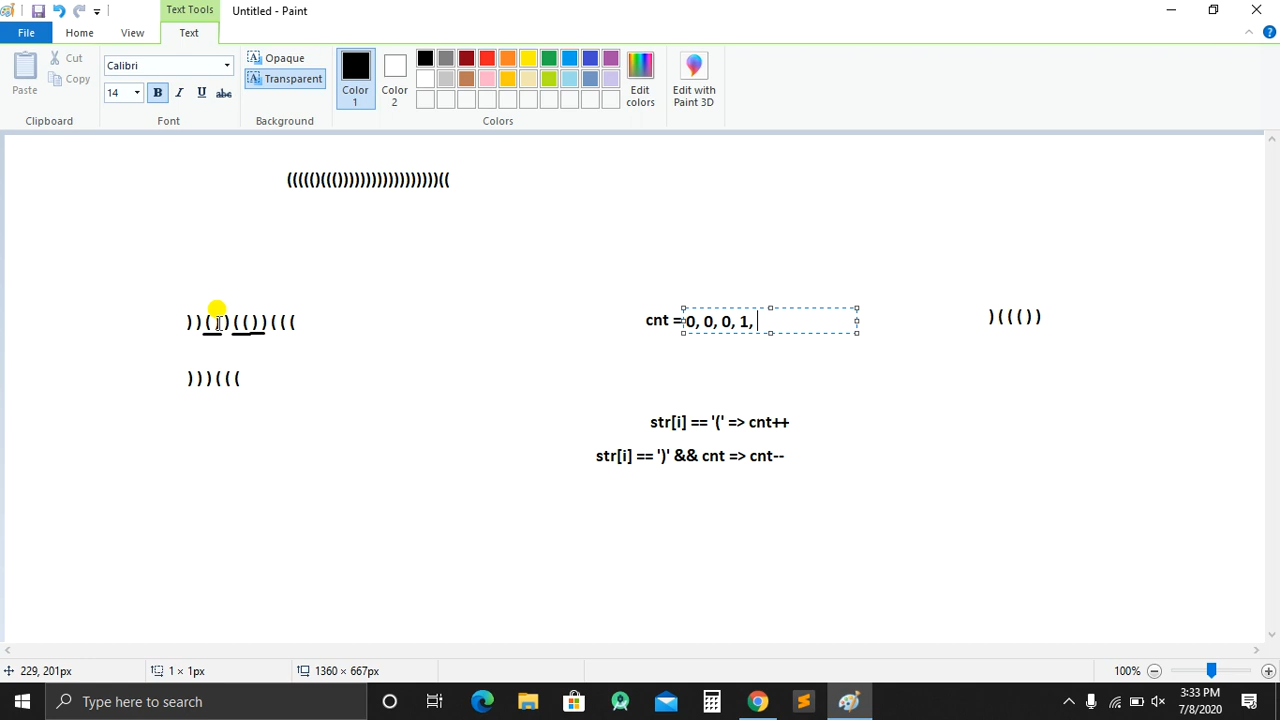 Text Tools
Untitled - Paint
File
Home
View
Text
Paste
Cut
Copy
Clipboard
Calibri
14
B I U abc
Font
Opaque
Transparent
Background
Color 1
Color 2
Colors
Edit colors
Edit with Paint 3D
) ) ( ) ) ( ( ) ) ( ( (
cnt = 0, 0, 0, 1,
) ( ( ( ) )
) ) ) ( ( (
str[i] == '(' => cnt++
str[i] == ')' && cnt => cnt--
229, 201px
1 × 1px
1360 × 667px
100%
Type here to search
3:33 PM
7/8/2020